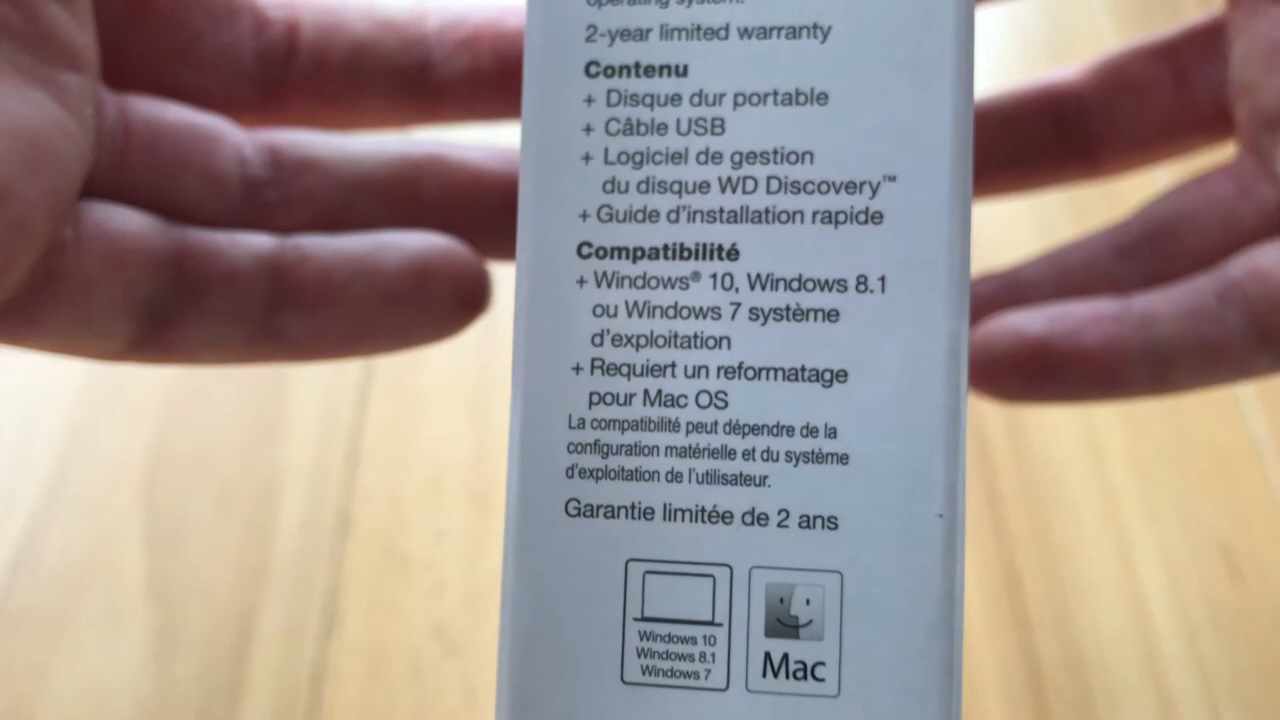 operating system.
2-year limited warranty
Contenu
+ Disque dur portable
+ Câble USB
+ Logiciel de gestion
du disque WD Discovery™
+ Guide d'installation rapide
Compatibilité
+ Windows® 10, Windows 8.1
ou Windows 7 système
d'exploitation
+ Requiert un reformatage
pour Mac OS
La compatibilité peut dépendre de la
configuration matérielle et du système
d'exploitation de l'utilisateur.
Garantie limitée de 2 ans
Windows 10
Windows 8.1
Windows 7
Mac